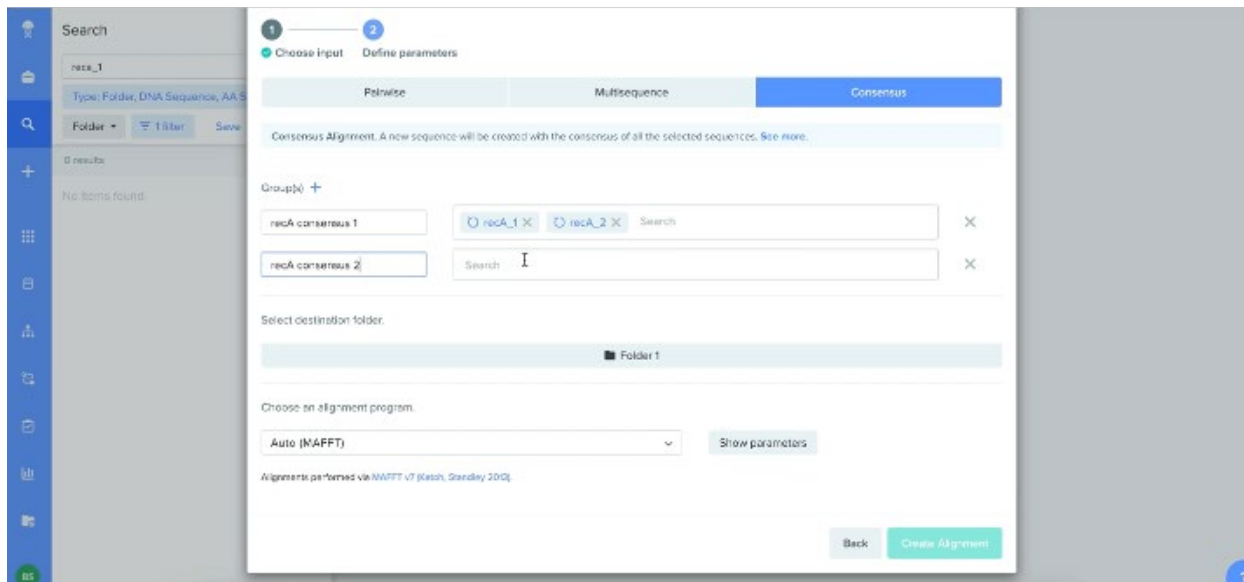 Search
reca_1
Type: Folder, DNA Sequence, AA S
Folder
1 filter
Save
0 results
No items found
1
2
Choose input
Define parameters
Pairwise
Multisequence
Consensus
Consensus Alignment. A new sequence will be created with the consensus of all the selected sequences. See more.
Group(s) +
recA consensus 1
recA_1 × recA_2 × Search
recA consensus 2
Search
Select destination folder.
Folder 1
Choose an alignment program.
Auto (MAFFT)
Show parameters
Alignments performed via MAFFT v7 (Katoh, Standley 2013).
Back
Create Alignment
BS